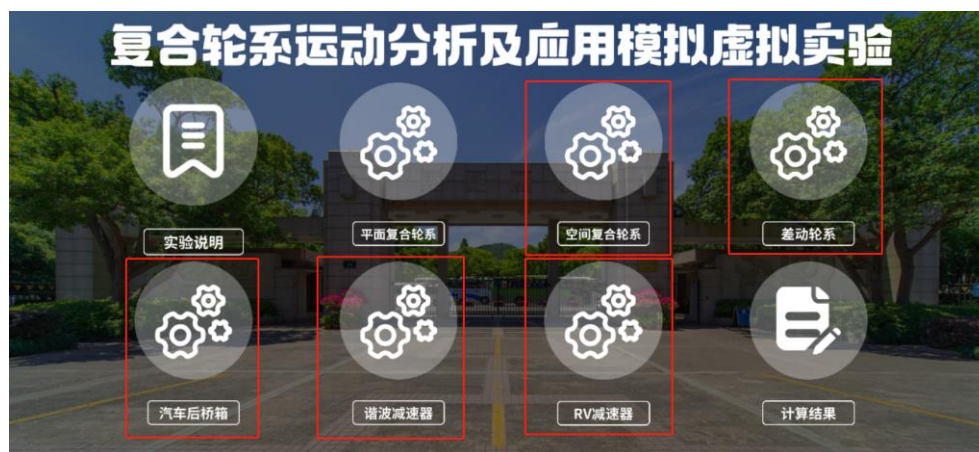 复合轮系运动分析及应用模拟虚拟实验
实验说明
平面复合轮系
空间复合轮系
差动轮系
汽车后桥箱
谐波减速器
RV减速器
计算结果